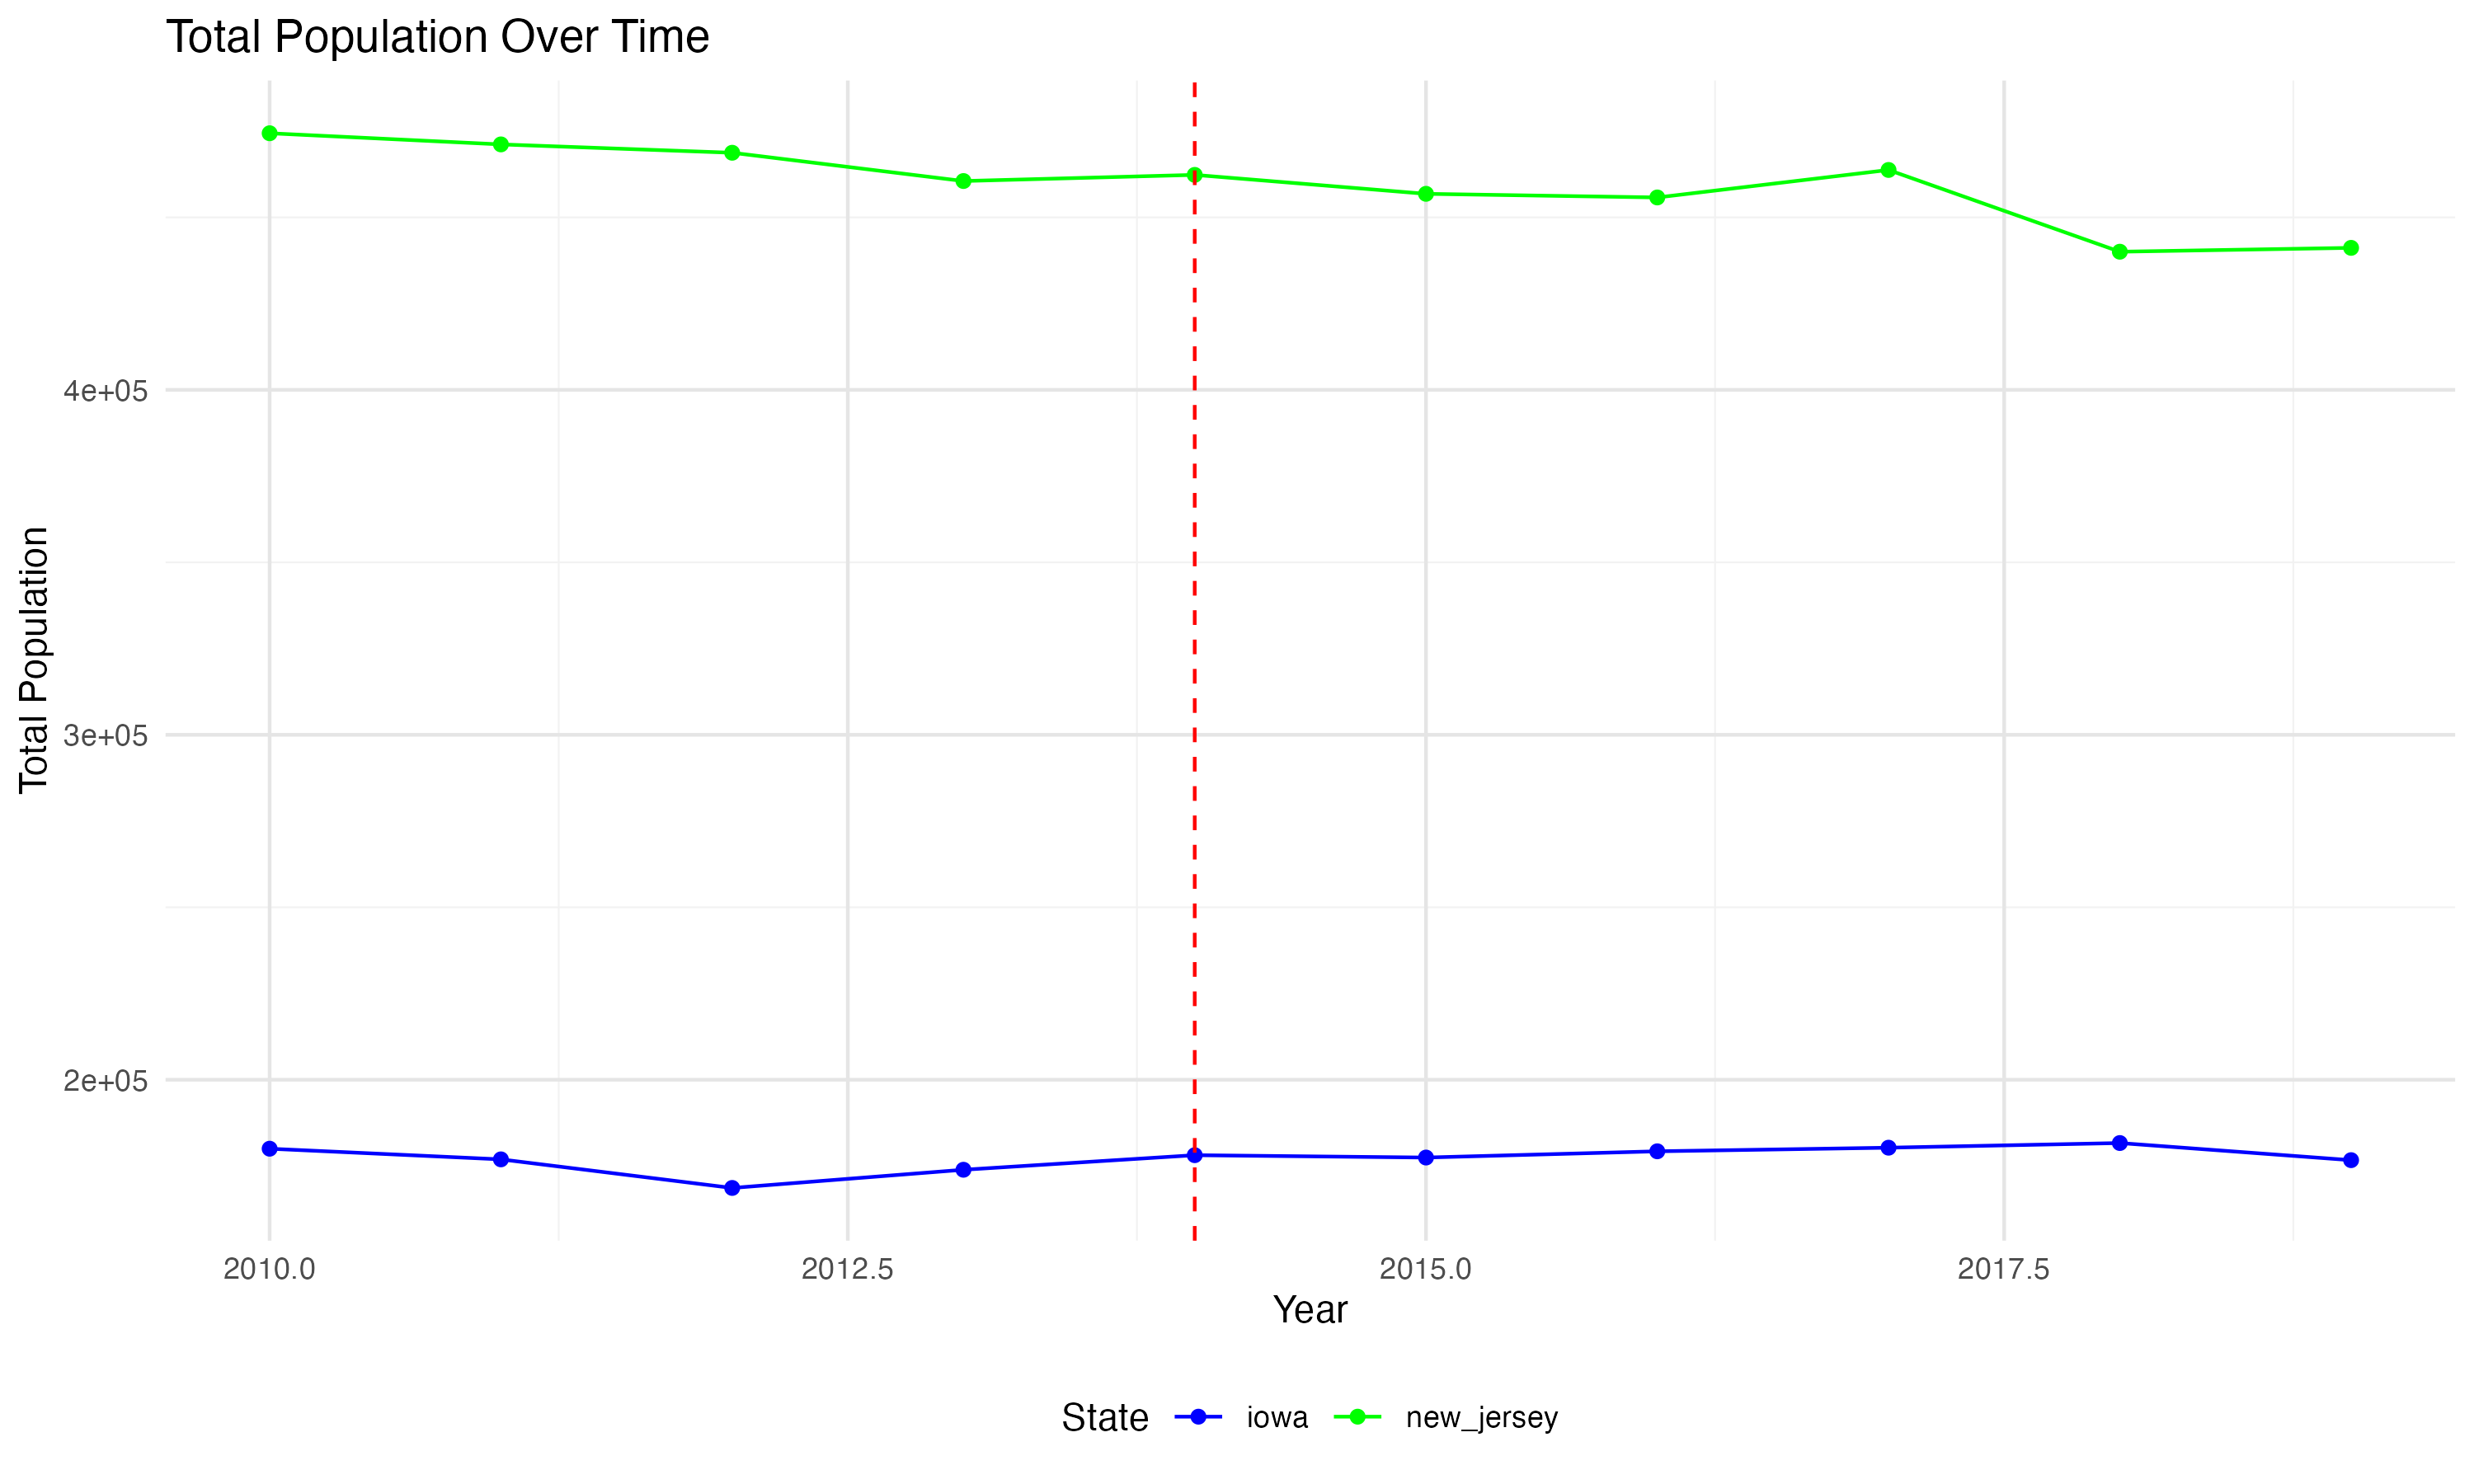 Total Population Over Time
Total Population
4e+05
3e+05
2e+05
2010.0 2012.5 2015.0 2017.5
Year
State iowa new_jersey